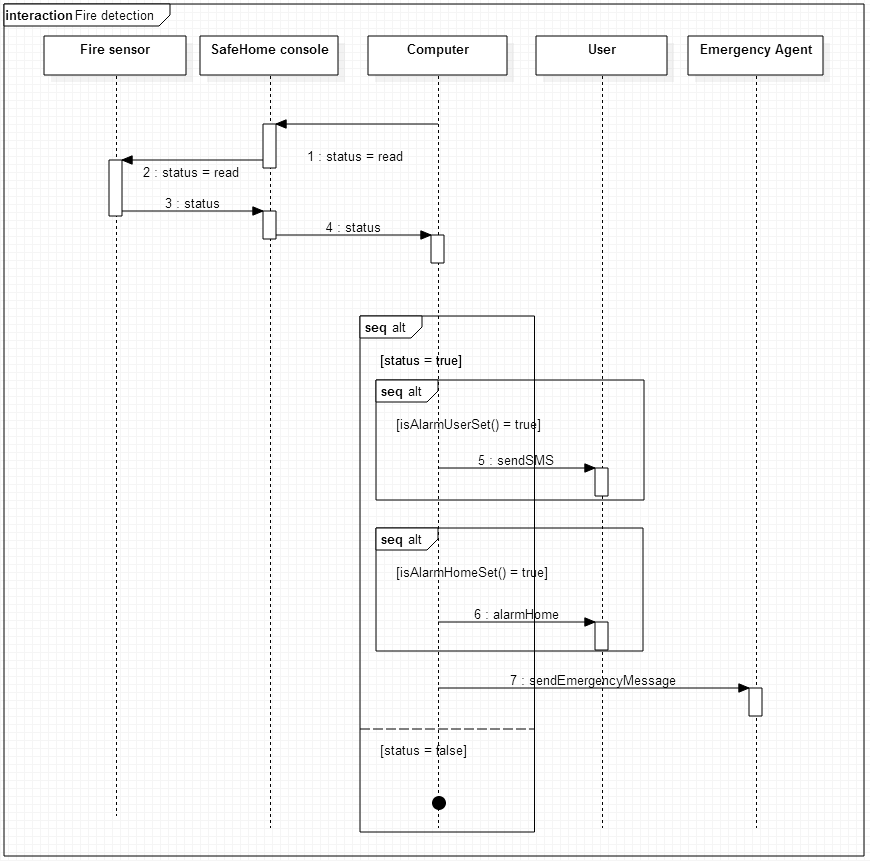 interaction Fire detection
Fire sensor
SafeHome console
Computer
User
Emergency Agent
1 : status = read
2 : status = read
3 : status
4 : status
seq alt
[status = true]
seq alt
[isAlarmUserSet() = true]
5 : sendSMS
seq alt
[isAlarmHomeSet() = true]
6 : alarmHome
7 : sendEmergencyMessage
[status = false]